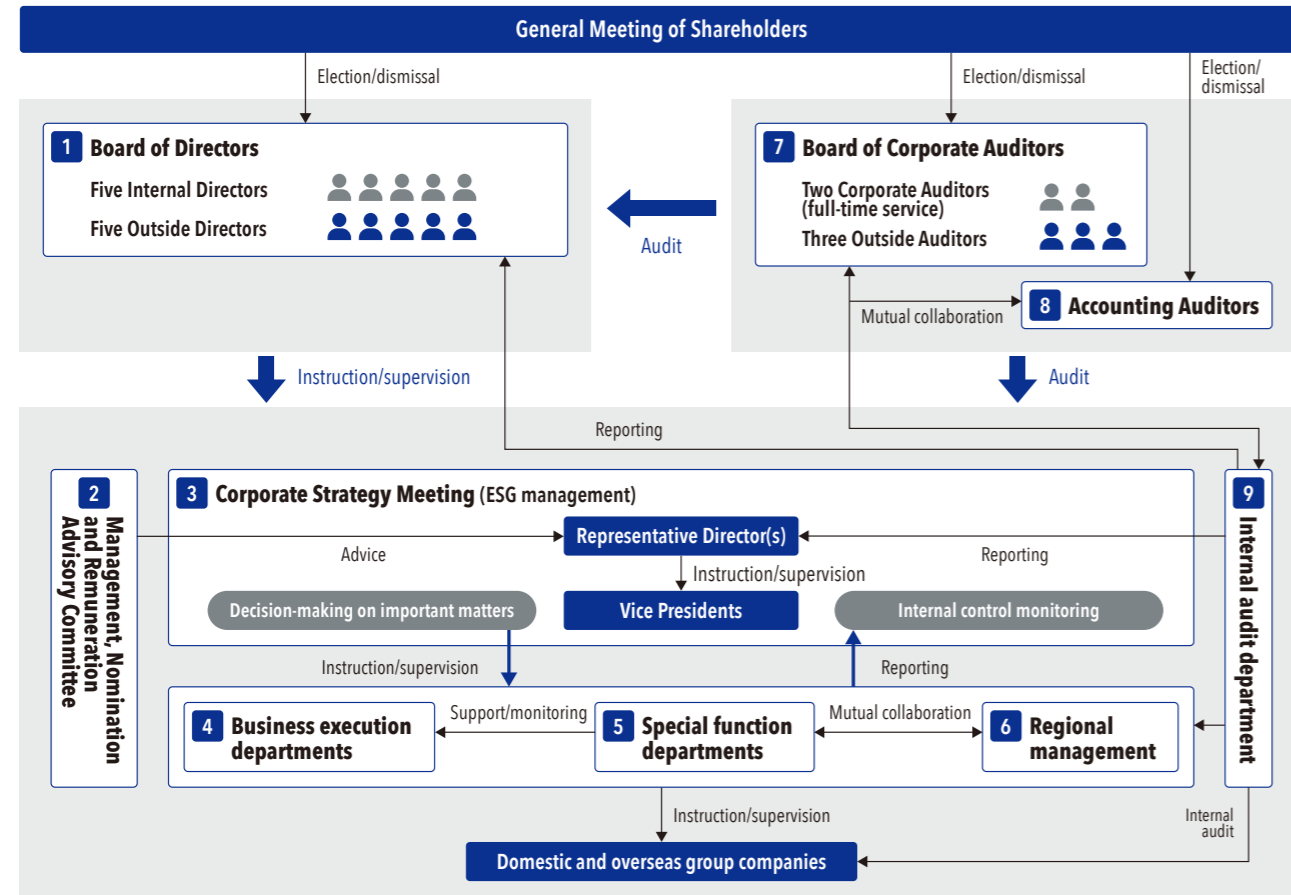 General Meeting of Shareholders
Election/dismissal
Election/dismissal
Election/
dismissal
1 Board of Directors
Five Internal Directors
Five Outside Directors
Audit
7 Board of Corporate Auditors
Two Corporate Auditors
(full-time service)
Three Outside Auditors
Mutual collaboration
8 Accounting Auditors
Instruction/supervision
Audit
Reporting
2
Management, Nomination
and Remuneration
Advisory Committee
3 Corporate Strategy Meeting (ESG management)
Representative Director(s)
Advice
Reporting
Instruction/supervision
Decision-making on important matters
Vice Presidents
Internal control monitoring
9
Internal audit department
Instruction/supervision
Reporting
4 Business execution
departments
Support/monitoring
5 Special function
departments
Mutual collaboration
6 Regional
management
Instruction/supervision
Internal
audit
Domestic and overseas group companies